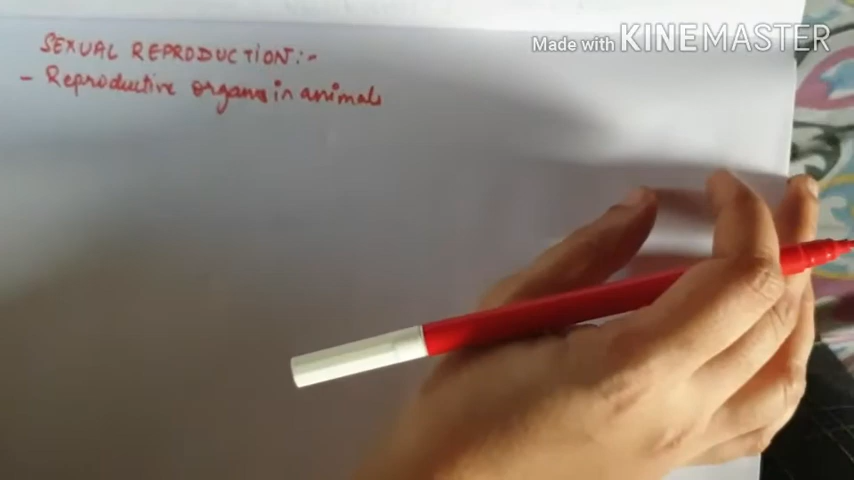 Made with KINEMASTER
SEXUAL REPRODUCTION:-
- Reproductive organs in animals